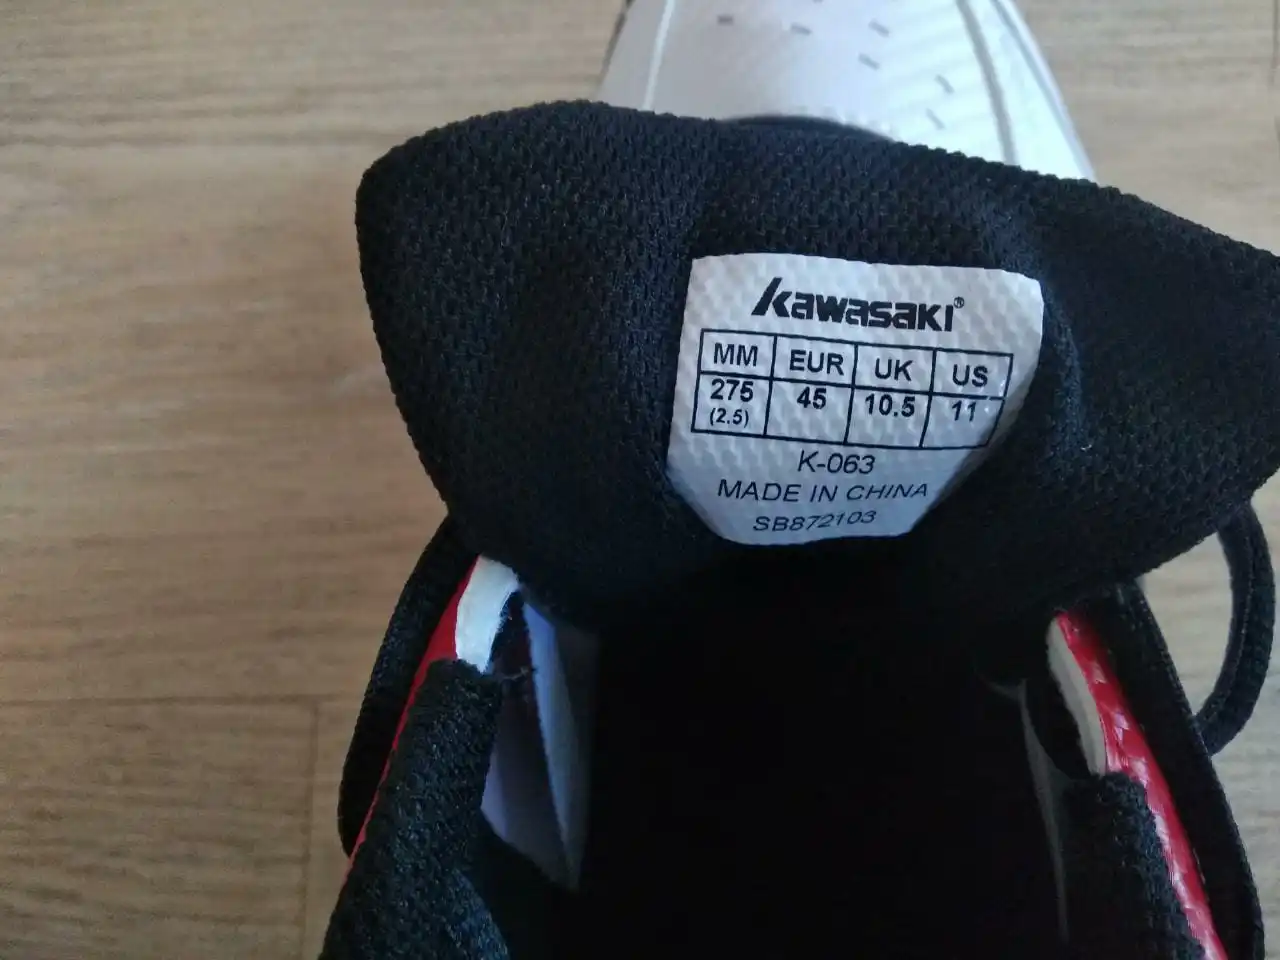 Kawasaki®
MM EUR UK US
275 45 10.5 11
(2.5)
K-063
MADE IN CHINA
SB872103